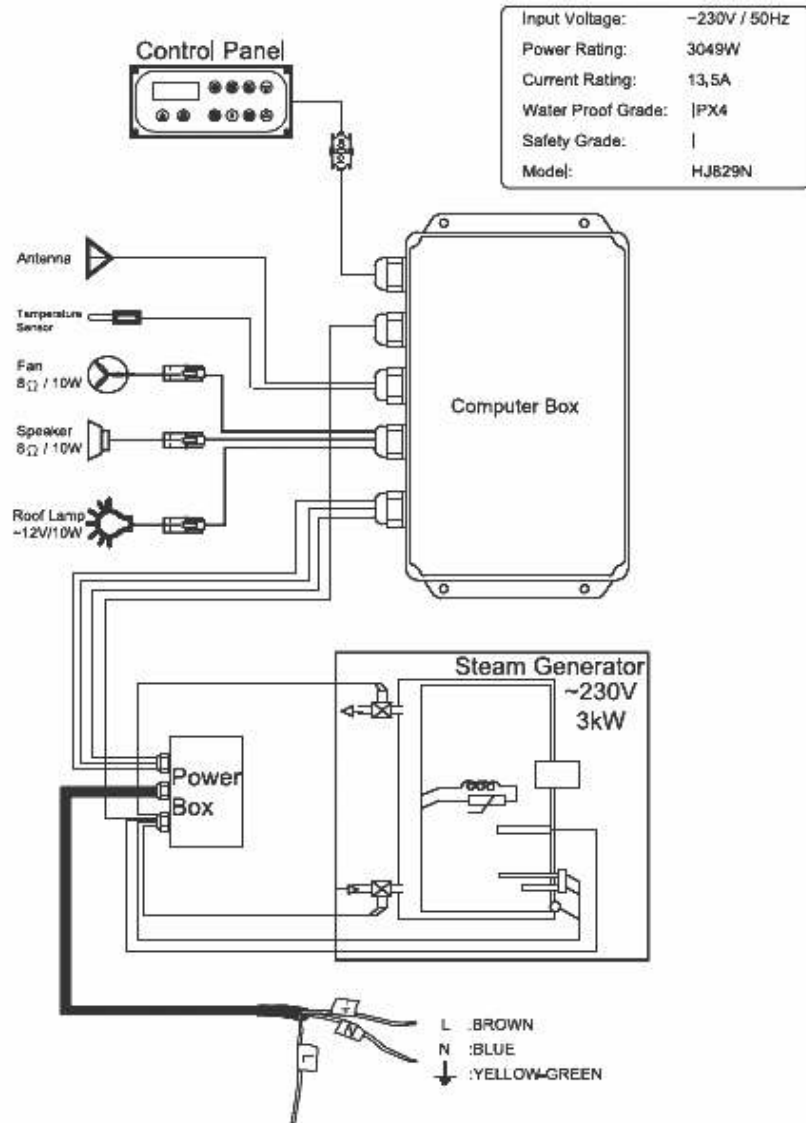 Input Voltage: ~230V / 50Hz
Power Rating: 3049W
Current Rating: 13,5A
Water Proof Grade: IPX4
Safety Grade: I
Model: HJ829N
Control Panel
Antenna
Temperature
Sensor
Fan
8Ω / 10W
Speaker
8Ω / 10W
Roof Lamp
~12V/10W
Computer Box
Steam Generator
~230V
3kW
Power
Box
N
L
L :BROWN
N :BLUE
:YELLOW-GREEN